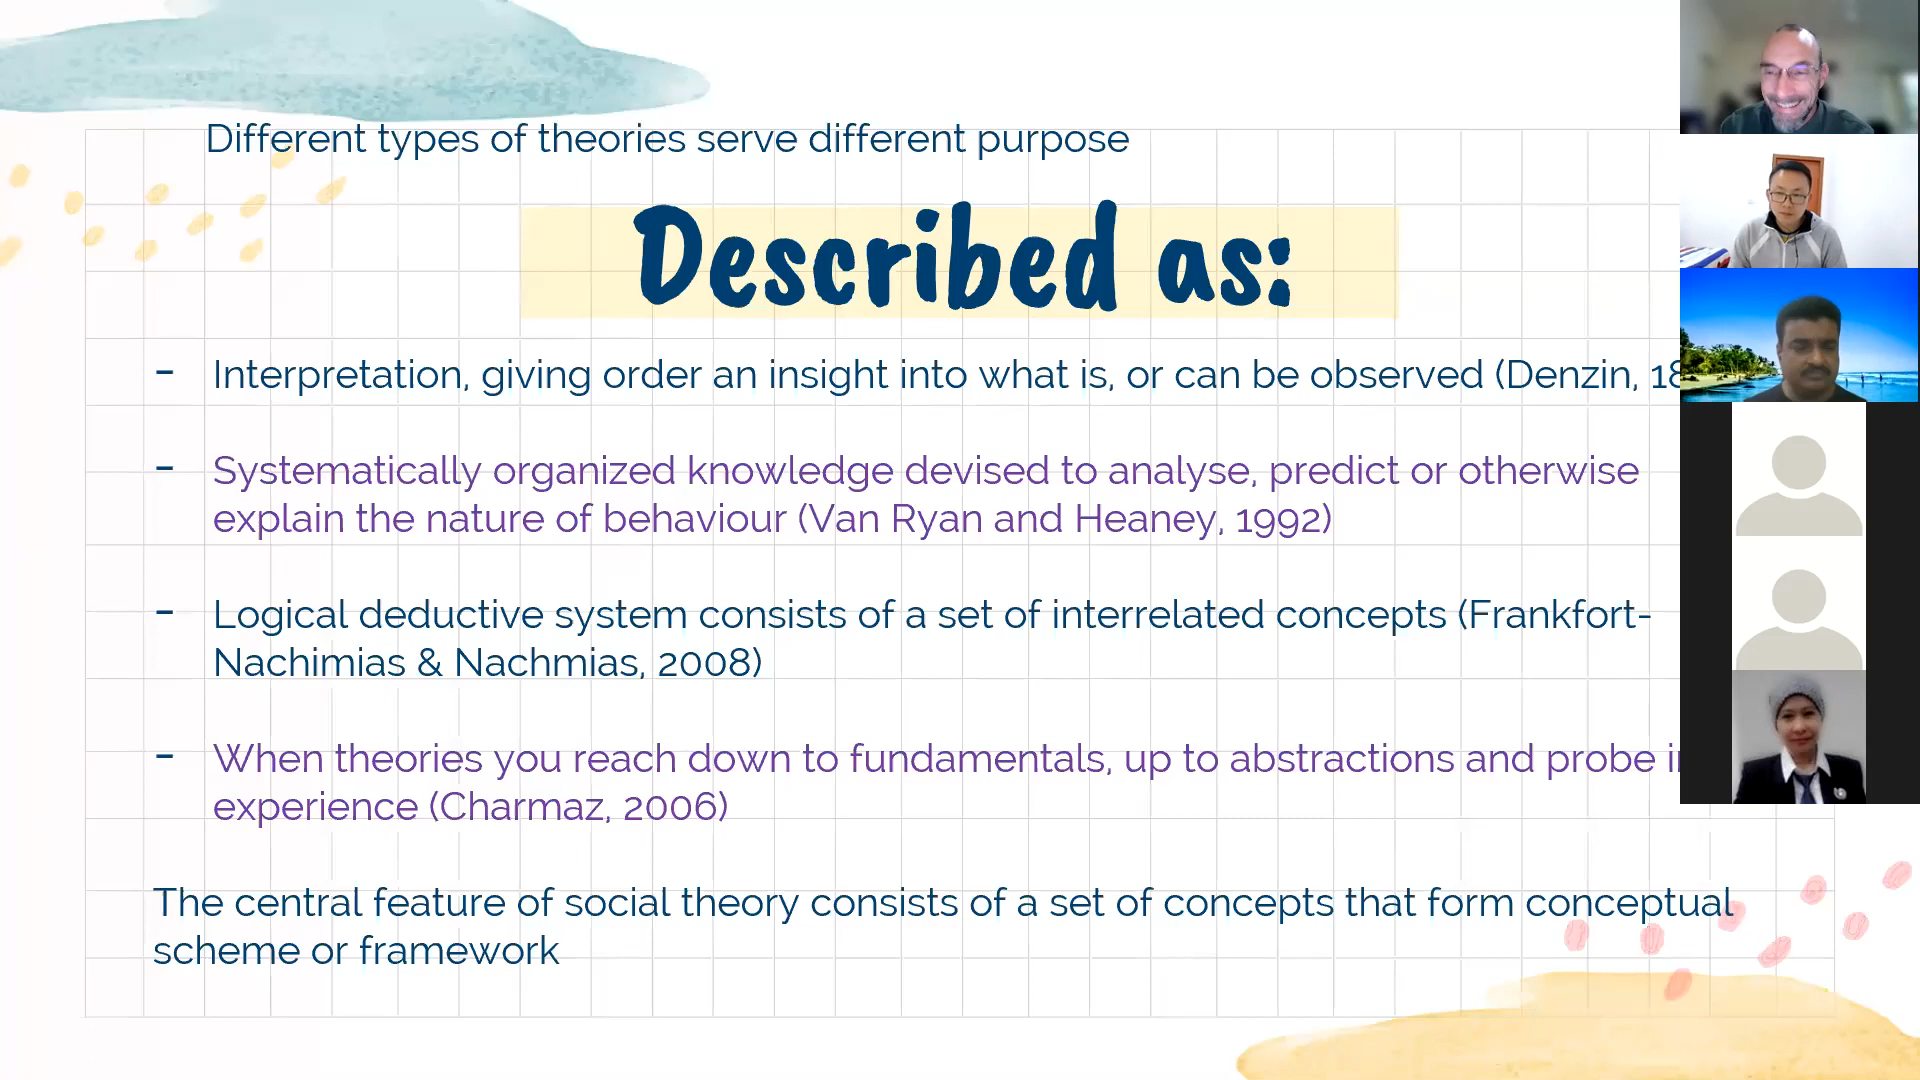 Different types of theories serve different purpose
Described as:
- Interpretation, giving order an insight into what is, or can be observed (Denzin,
- Systematically organized knowledge devised to analyse, predict or otherwise
explain the nature of behaviour (Van Ryan and Heaney, 1992)
- Logical deductive system consists of a set of interrelated concepts (Frankfort-
Nachimias & Nachmias, 2008)
- When theories you reach down to fundamentals, up to abstractions and probe
experience (Charmaz, 2006)
The central feature of social theory consists of a set of concepts that form conceptual
scheme or framework